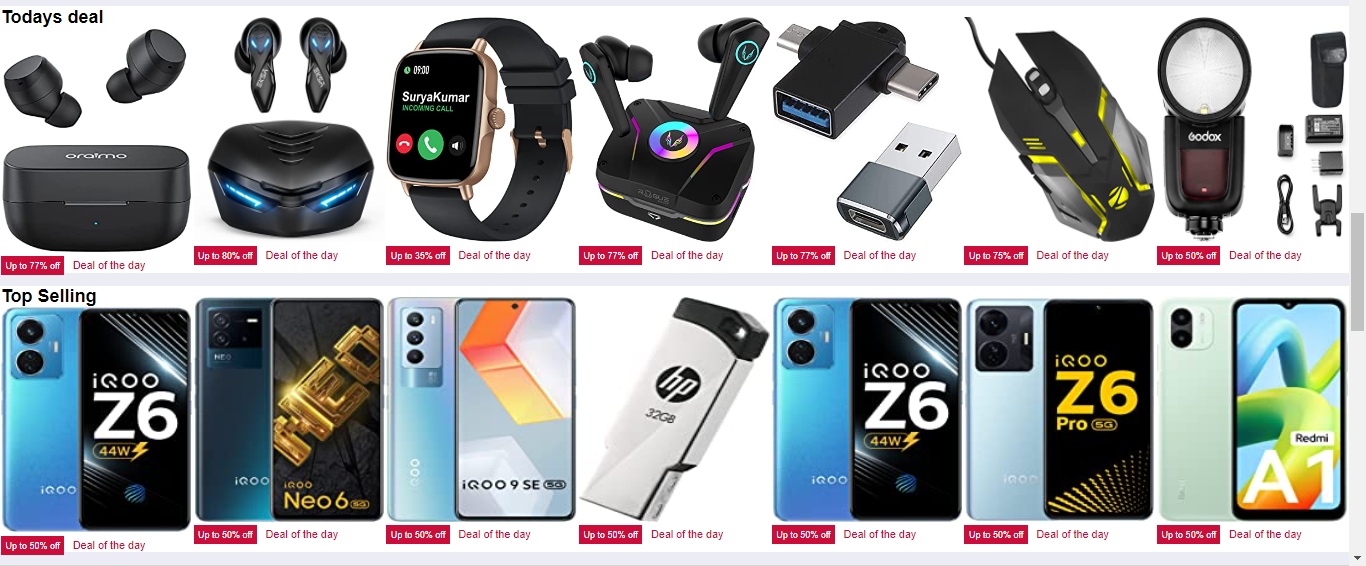 Todays deal
oraimo
EKSA
EKSA
09:00
SuryaKumar
INCOMING CALL
Godox
Up to 77% off Deal of the day
Up to 80% off Deal of the day
Up to 35% off Deal of the day
Up to 77% off Deal of the day
Up to 77% off Deal of the day
Up to 75% off Deal of the day
Up to 50% off Deal of the day
Top Selling
iQOO
Z6
44W
iQOO
NEO
NEO
iQOO
iQOO
Neo 6 5G
iQOO
iQOO 9 SE 5G
hp
32GB
iQOO
Z6
44W
iQOO
iQOO
Z6
Pro 5G
iQOO
Redmi
A1
Up to 50% off Deal of the day
Up to 50% off Deal of the day
Up to 50% off Deal of the day
Up to 50% off Deal of the day
Up to 50% off Deal of the day
Up to 50% off Deal of the day
Up to 50% off Deal of the day